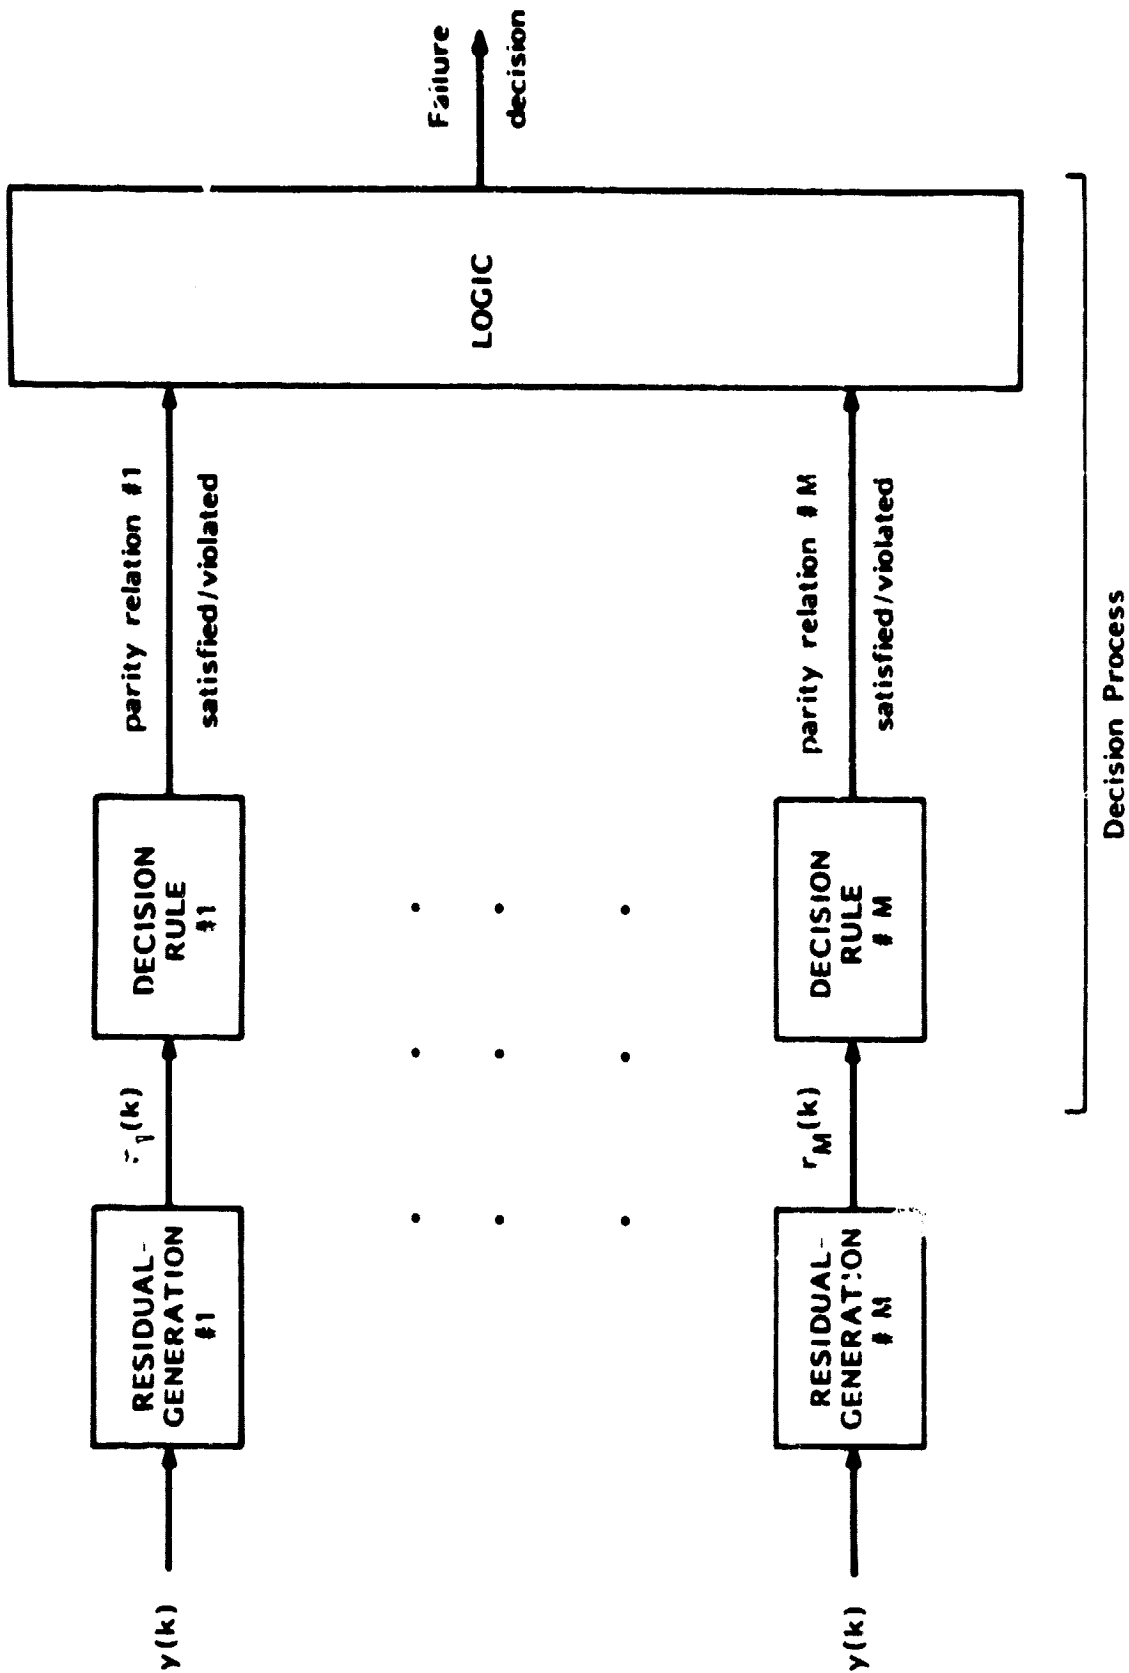 y(k)
RESIDUAL-
GENERATION
#1
(k)
DECISION
RULE
#1
parity relation #1
satisfied/violated
LOGIC
Failure
decision
y(k)
RESIDUAL-
GENERATION
# M
r_M(k)
DECISION
RULE
# M
parity relation # M
satisfied/violated
Decision Process